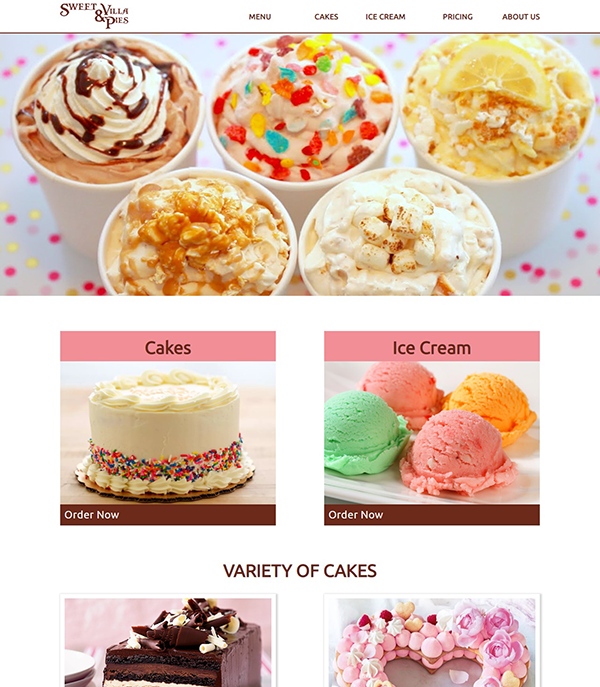 SWEET VILLA
& PIES
MENU CAKES ICE CREAM PRICING ABOUT US
Cakes
Ice Cream
Order Now
Order Now
VARIETY OF CAKES